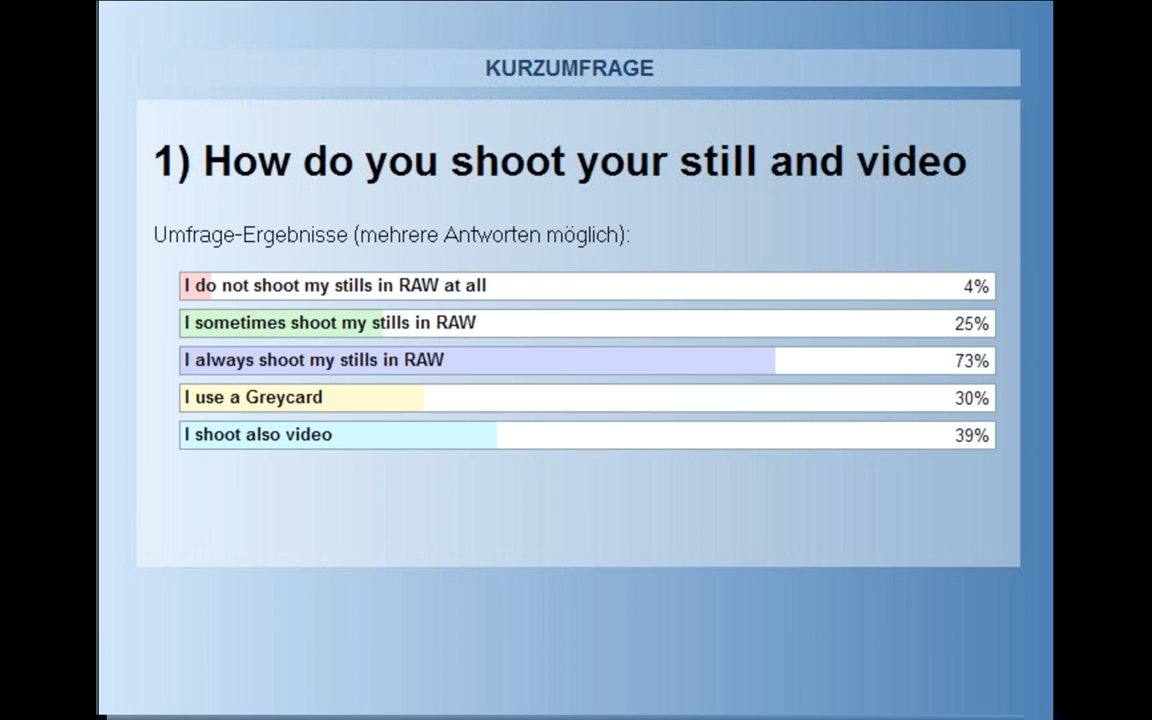 KURZUMFRAGE
1) How do you shoot your still and video
Umfrage-Ergebnisse (mehrere Antworten möglich):
I do not shoot my stills in RAW at all 4%
I sometimes shoot my stills in RAW 25%
I always shoot my stills in RAW 73%
I use a Greycard 30%
I shoot also video 39%